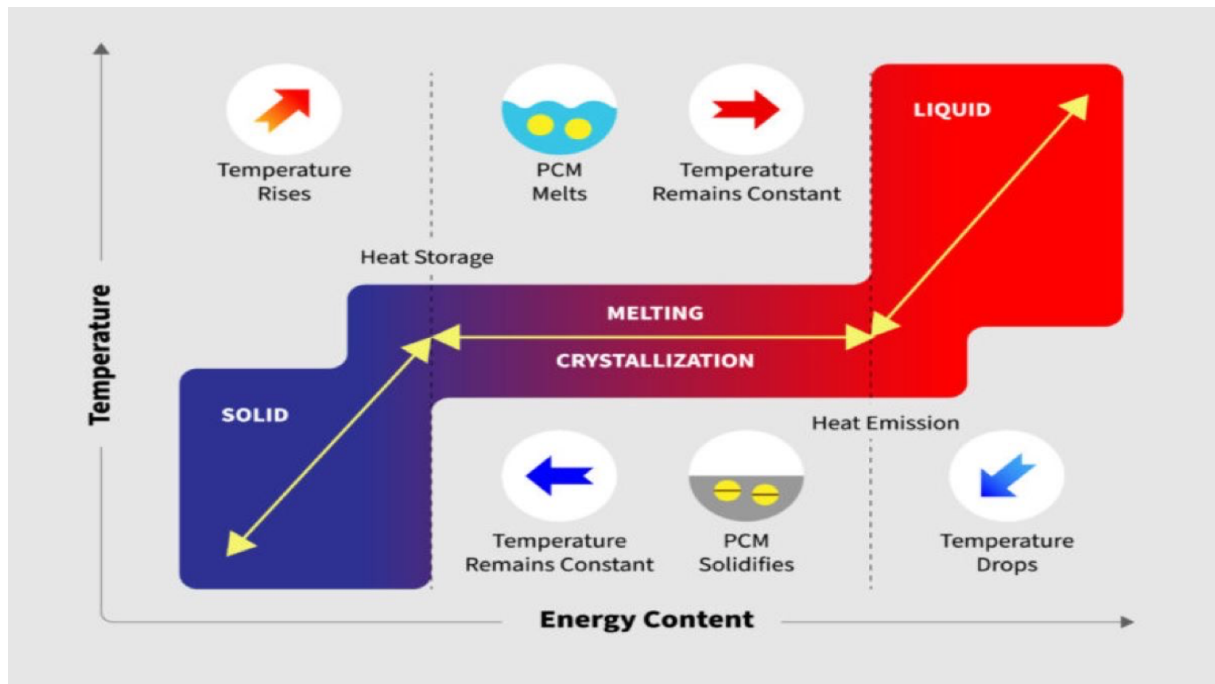 LIQUID
Temperature
Rises
PCM
Melts
Temperature
Remains Constant
Heat Storage
MELTING
CRYSTALLIZATION
Temperature
SOLID
Heat Emission
Temperature
Remains Constant
PCM
Solidifies
Temperature
Drops
Energy Content